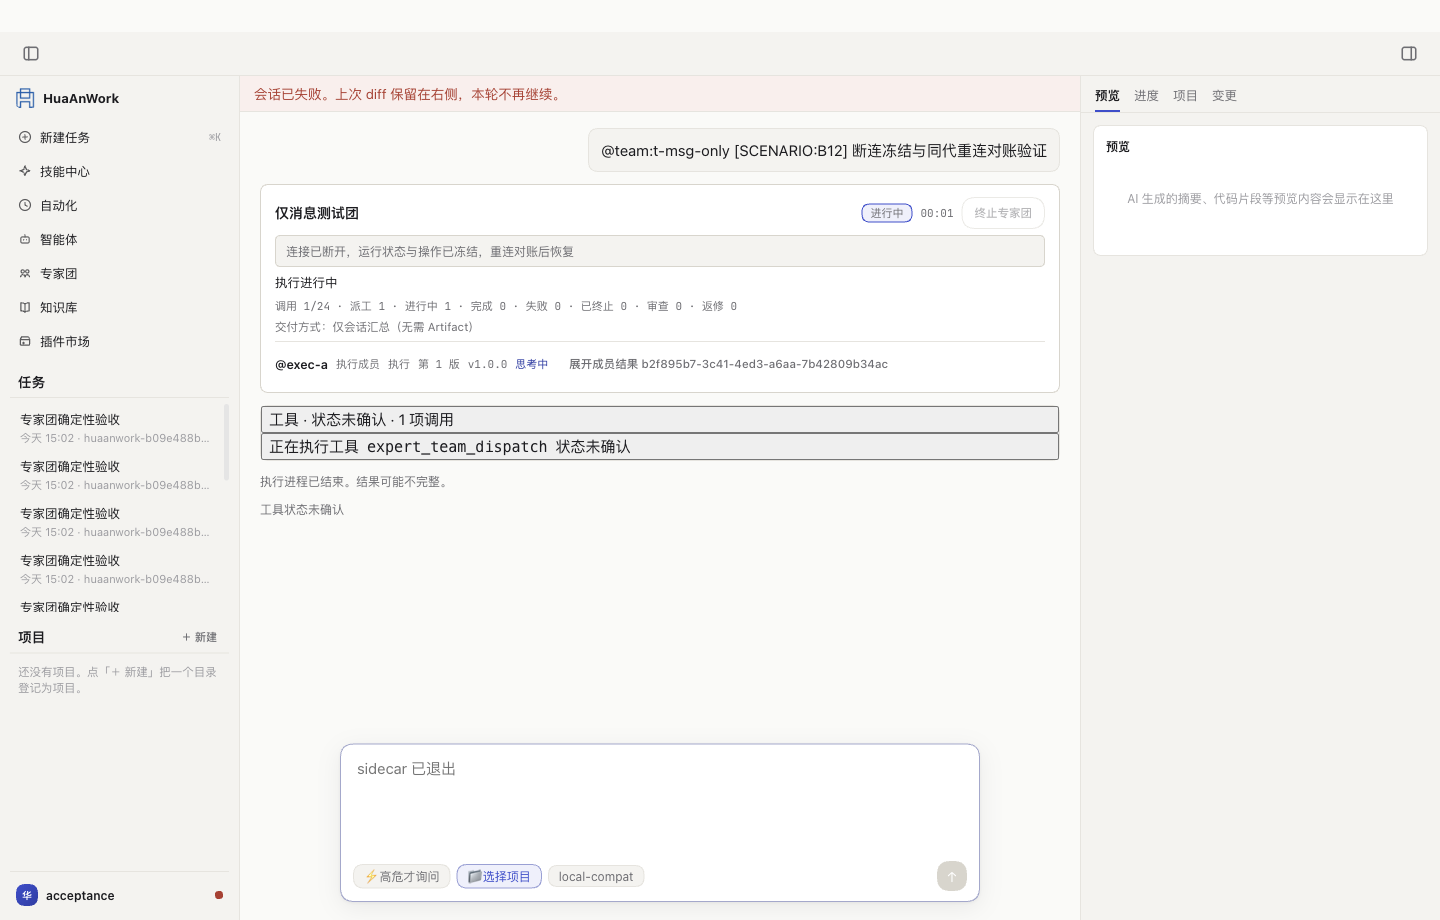 HuaAnWork
新建任务 ⌘K
技能中心
自动化
智能体
专家团
知识库
插件市场
任务
专家团确定性验收
今天 15:02 · huaanwork-b09e488b...
专家团确定性验收
今天 15:02 · huaanwork-b09e488b...
专家团确定性验收
今天 15:02 · huaanwork-b09e488b...
专家团确定性验收
今天 15:02 · huaanwork-b09e488b...
专家团确定性验收
项目 + 新建
还没有项目。点「+ 新建」把一个目录
登记为项目。
华 acceptance
会话已失败。上次 diff 保留在右侧，本轮不再继续。
@team:t-msg-only [SCENARIO:B12] 断连冻结与同代重连对账验证
仅消息测试团 进行中 00:01 终止专家团
连接已断开，运行状态与操作已冻结，重连对账后恢复
执行进行中
调用 1/24 · 派工 1 · 进行中 1 · 完成 0 · 失败 0 · 已终止 0 · 审查 0 · 返修 0
交付方式：仅会话汇总（无需 Artifact）
@exec-a 执行成员 执行 第 1 版 v1.0.0 思考中 展开成员结果 b2f895b7-3c41-4ed3-a6aa-7b42809b34ac
工具 · 状态未确认 · 1 项调用
正在执行工具 expert_team_dispatch 状态未确认
执行进程已结束。结果可能不完整。
工具状态未确认
sidecar 已退出
⚡高危才询问 选择项目 local-compat
预览 进度 项目 变更
预览
AI 生成的摘要、代码片段等预览内容会显示在这里